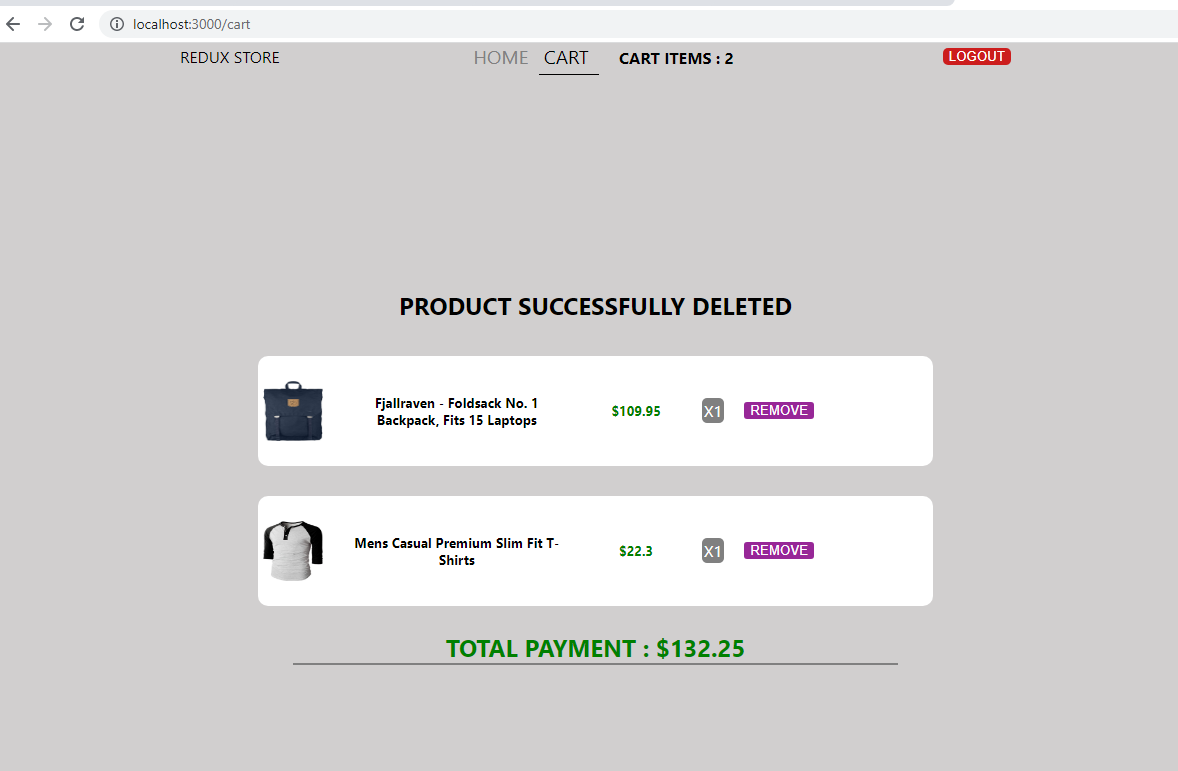 localhost:3000/cart
REDUX STORE
HOME
CART
CART ITEMS : 2
LOGOUT
PRODUCT SUCCESSFULLY DELETED
Fjallraven - Foldsack No. 1
Backpack, Fits 15 Laptops
$109.95
X1
REMOVE
Mens Casual Premium Slim Fit T-
Shirts
$22.3
X1
REMOVE
TOTAL PAYMENT : $132.25